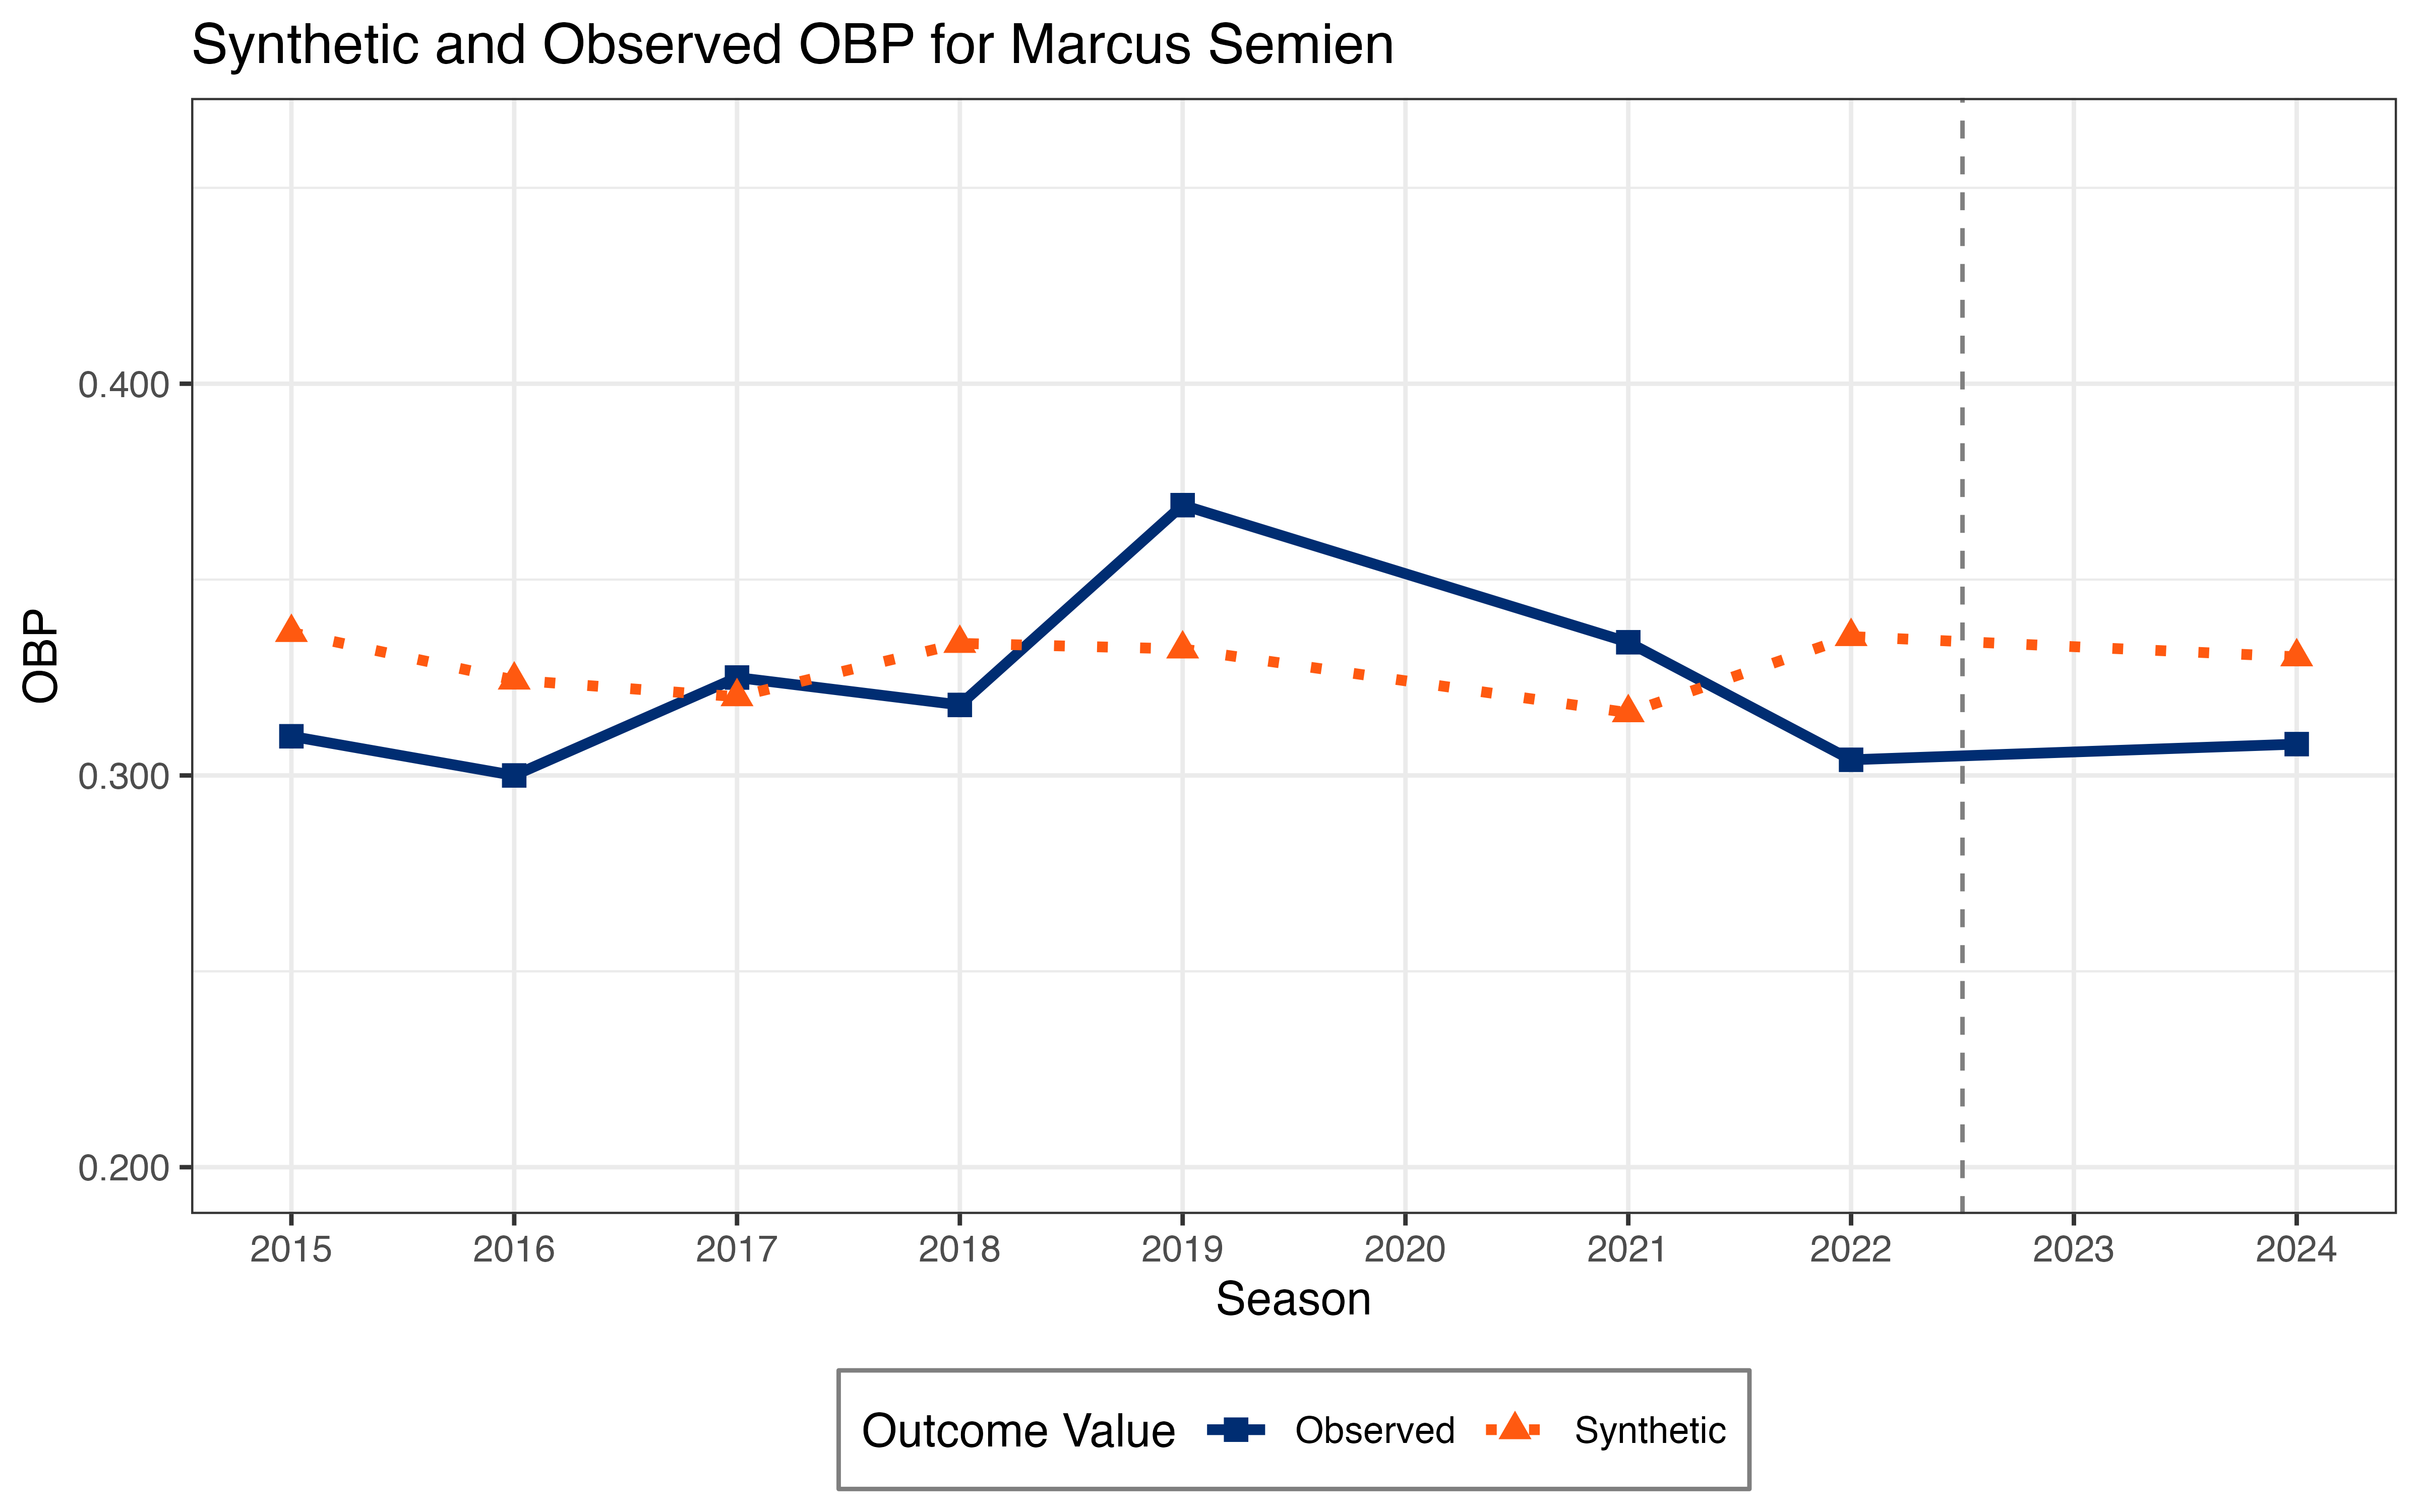 Synthetic and Observed OBP for Marcus Semien
OBP
0.400
0.300
0.200
2015 2016 2017 2018 2019 2020 2021 2022 2023 2024
Season
Outcome Value Observed Synthetic